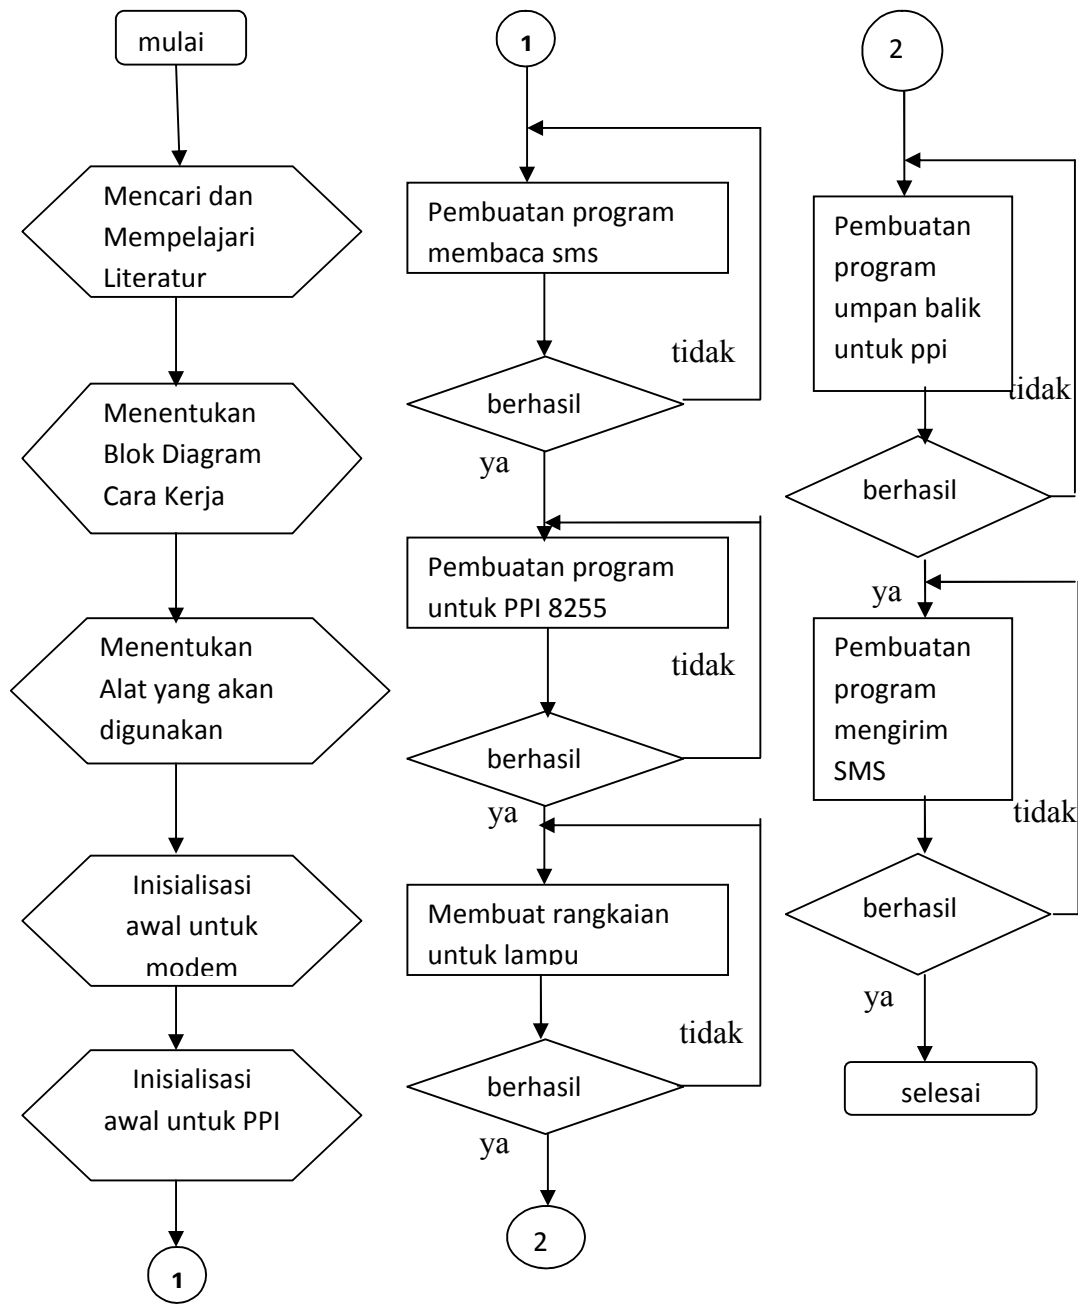 mulai
Mencari dan
Mempelajari
Literatur
Menentukan
Blok Diagram
Cara Kerja
Menentukan
Alat yang akan
digunakan
Inisialisasi
awal untuk
modem
Inisialisasi
awal untuk PPI
1
1
Pembuatan program
membaca sms
tidak
berhasil
ya
Pembuatan program
untuk PPI 8255
tidak
berhasil
ya
Membuat rangkaian
untuk lampu
tidak
berhasil
ya
2
2
Pembuatan
program
umpan balik
untuk ppi
tidak
berhasil
ya
Pembuatan
program
mengirim
SMS
tidak
berhasil
ya
selesai